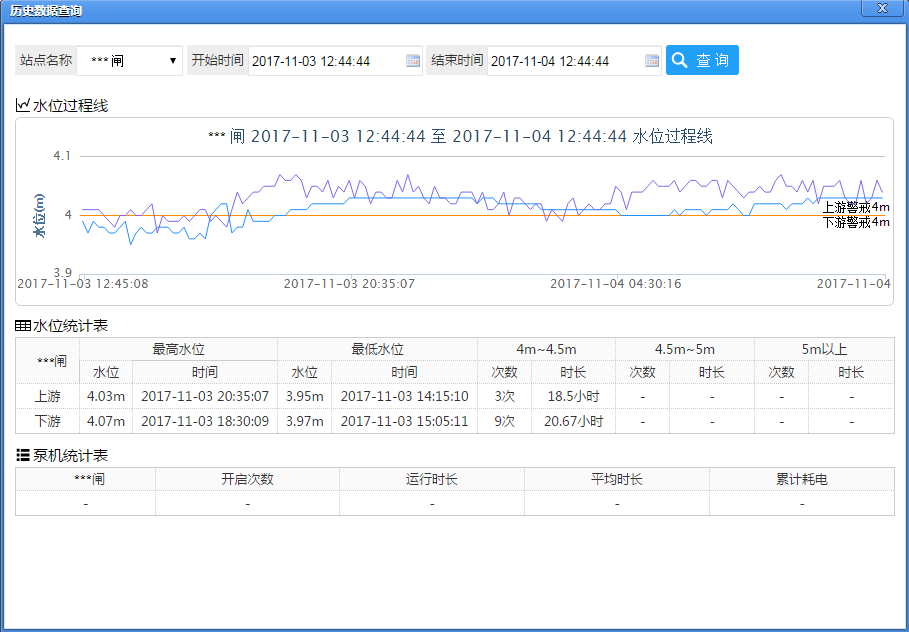 历史数据查询
站点名称 ***闸 开始时间 2017-11-03 12:44:44 结束时间 2017-11-04 12:44:44 查 询
水位过程线
*** 闸 2017-11-03 12:44:44 至 2017-11-04 12:44:44 水位过程线
4.1
水位(m)
4
上游警戒4m
下游警戒4m
3.9
2017-11-03 12:45:08 2017-11-03 20:35:07 2017-11-04 04:30:16 2017-11-04
水位统计表
***闸 最高水位 最低水位 4m~4.5m 4.5m~5m 5m以上
水位 时间 水位 时间 次数 时长 次数 时长 次数 时长
上游 4.03m 2017-11-03 20:35:07 3.95m 2017-11-03 14:15:10 3次 18.5小时 - - - -
下游 4.07m 2017-11-03 18:30:09 3.97m 2017-11-03 15:05:11 9次 20.67小时 - - - -
泵机统计表
***闸 开启次数 运行时长 平均时长 累计耗电
- - - - -